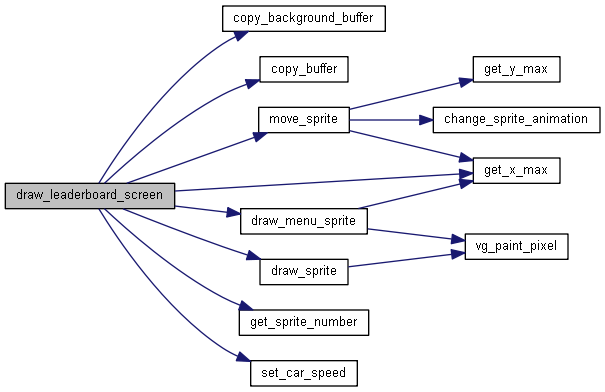 copy_background_buffer
copy_buffer
get_y_max
move_sprite
change_sprite_animation
get_x_max
draw_leaderboard_screen
draw_menu_sprite
vg_paint_pixel
draw_sprite
get_sprite_number
set_car_speed